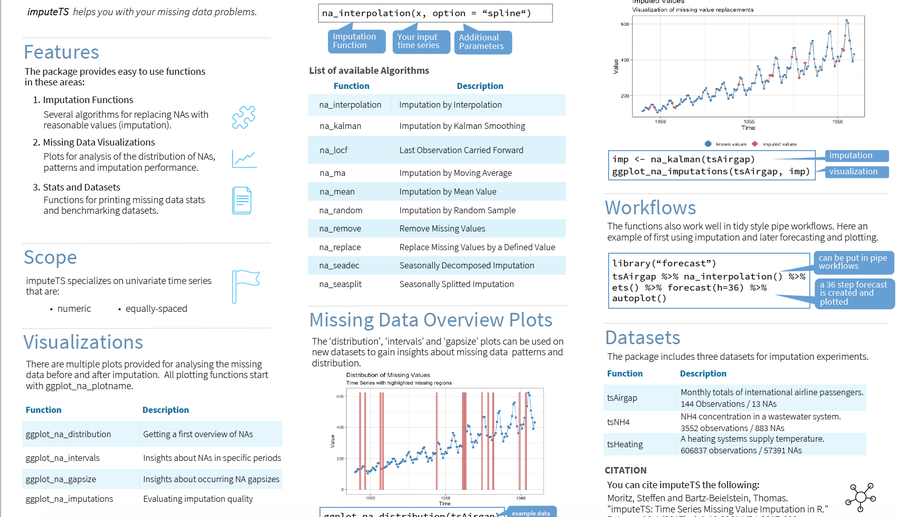 imputeTS helps you with your missing data problems.
Features
The package provides easy to use functions
in these areas:
1. Imputation Functions
Several algorithms for replacing NAs with
reasonable values (imputation).
2. Missing Data Visualizations
Plots for analysis of the distribution of NAs,
patterns and imputation performance.
3. Stats and Datasets
Functions for printing missing data stats
and benchmarking datasets.
Scope
imputeTS specializes on univariate time series
that are:
• numeric • equally-spaced
Visualizations
There are multiple plots provided for analysing the missing
data before and after imputation. All plotting functions start
with ggplot_na_plotname.
Function Description
ggplot_na_distribution Getting a first overview of NAs
ggplot_na_intervals Insights about NAs in specific periods
ggplot_na_gapsize Insights about occurring NA gapsizes
ggplot_na_imputations Evaluating imputation quality
na_interpolation(x, option = “spline“)
Imputation
Function
Your input
time series
Additional
Parameters
List of available Algorithms
Function Description
na_interpolation Imputation by Interpolation
na_kalman Imputation by Kalman Smoothing
na_locf Last Observation Carried Forward
na_ma Imputation by Moving Average
na_mean Imputation by Mean Value
na_random Imputation by Random Sample
na_remove Remove Missing Values
na_replace Replace Missing Values by a Defined Value
na_seadec Seasonally Decomposed Imputation
na_seasplit Seasonally Splitted Imputation
Missing Data Overview Plots
The ‘distribution’, ‘intervals’ and ‘gapsize’ plots can be used on
new datasets to gain insights about missing data patterns and
distribution.
Distribution of Missing Values
Time Series with highlighted missing regions
Value
600
400
200
0
1950 1955 1960
Time
ggplot_na_distribution(tsAirgap)
example data
Imputed Values
Visualization of missing value replacements
Value
600
400
200
1950 1955 1960
Time
known values imputed values
imp <- na_kalman(tsAirgap)
ggplot_na_imputations(tsAirgap, imp)
imputation
visualization
Workflows
The functions also work well in tidy style pipe workflows. Here an
example of first using imputation and later forecasting and plotting.
library(“forecast”)
tsAirgap %>% na_interpolation() %>%
ets() %>% forecast(h=36) %>%
autoplot()
can be put in pipe
workflows
a 36 step forecast
is created and
plotted
Datasets
The package includes three datasets for imputation experiments.
Function Description
tsAirgap Monthly totals of international airline passengers.
144 Observations / 13 NAs
tsNH4 NH4 concentration in a wastewater system.
3552 observations / 883 NAs
tsHeating A heating systems supply temperature.
606837 observations / 57391 NAs
CITATION
You can cite imputeTS the following:
Moritz, Steffen and Bartz-Beielstein, Thomas.
"imputeTS: Time Series Missing Value Imputation in R."